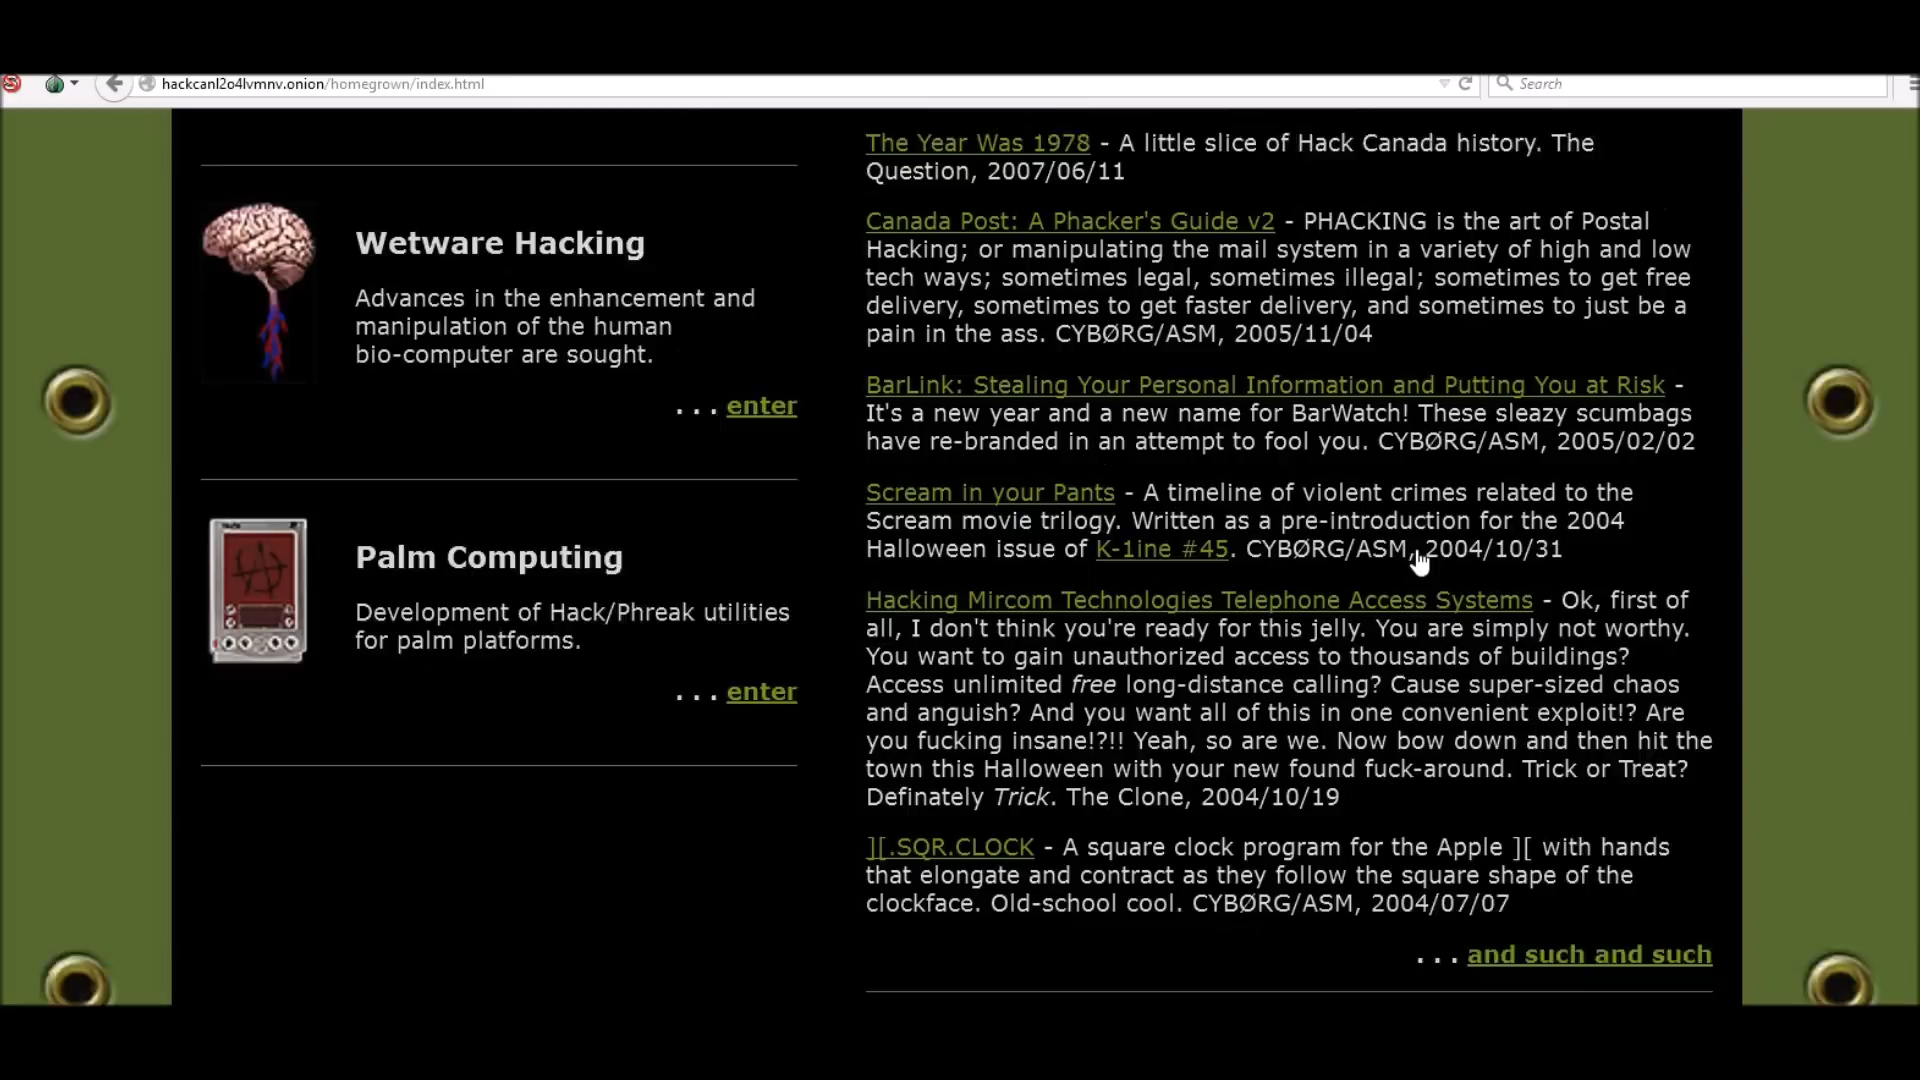 hackcanl2o4lvmnv.onion/homegrown/index.html
Search
Wetware Hacking
Advances in the enhancement and
manipulation of the human
bio-computer are sought.
. . . enter
Palm Computing
Development of Hack/Phreak utilities
for palm platforms.
. . . enter
The Year Was 1978 - A little slice of Hack Canada history. The
Question, 2007/06/11
Canada Post: A Phacker's Guide v2 - PHACKING is the art of Postal
Hacking; or manipulating the mail system in a variety of high and low
tech ways; sometimes legal, sometimes illegal; sometimes to get free
delivery, sometimes to get faster delivery, and sometimes to just be a
pain in the ass. CYBØRG/ASM, 2005/11/04
BarLink: Stealing Your Personal Information and Putting You at Risk -
It's a new year and a new name for BarWatch! These sleazy scumbags
have re-branded in an attempt to fool you. CYBØRG/ASM, 2005/02/02
Scream in your Pants - A timeline of violent crimes related to the
Scream movie trilogy. Written as a pre-introduction for the 2004
Halloween issue of K-1ine #45. CYBØRG/ASM, 2004/10/31
Hacking Mircom Technologies Telephone Access Systems - Ok, first of
all, I don't think you're ready for this jelly. You are simply not worthy.
You want to gain unauthorized access to thousands of buildings?
Access unlimited free long-distance calling? Cause super-sized chaos
and anguish? And you want all of this in one convenient exploit!? Are
you fucking insane!?!! Yeah, so are we. Now bow down and then hit the
town this Halloween with your new found fuck-around. Trick or Treat?
Definately Trick. The Clone, 2004/10/19
][.SQR.CLOCK - A square clock program for the Apple ][ with hands
that elongate and contract as they follow the square shape of the
clockface. Old-school cool. CYBØRG/ASM, 2004/07/07
. . . and such and such